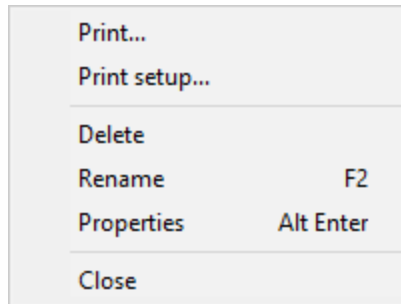 Print...
Print setup...
Delete
Rename F2
Properties Alt Enter
Close